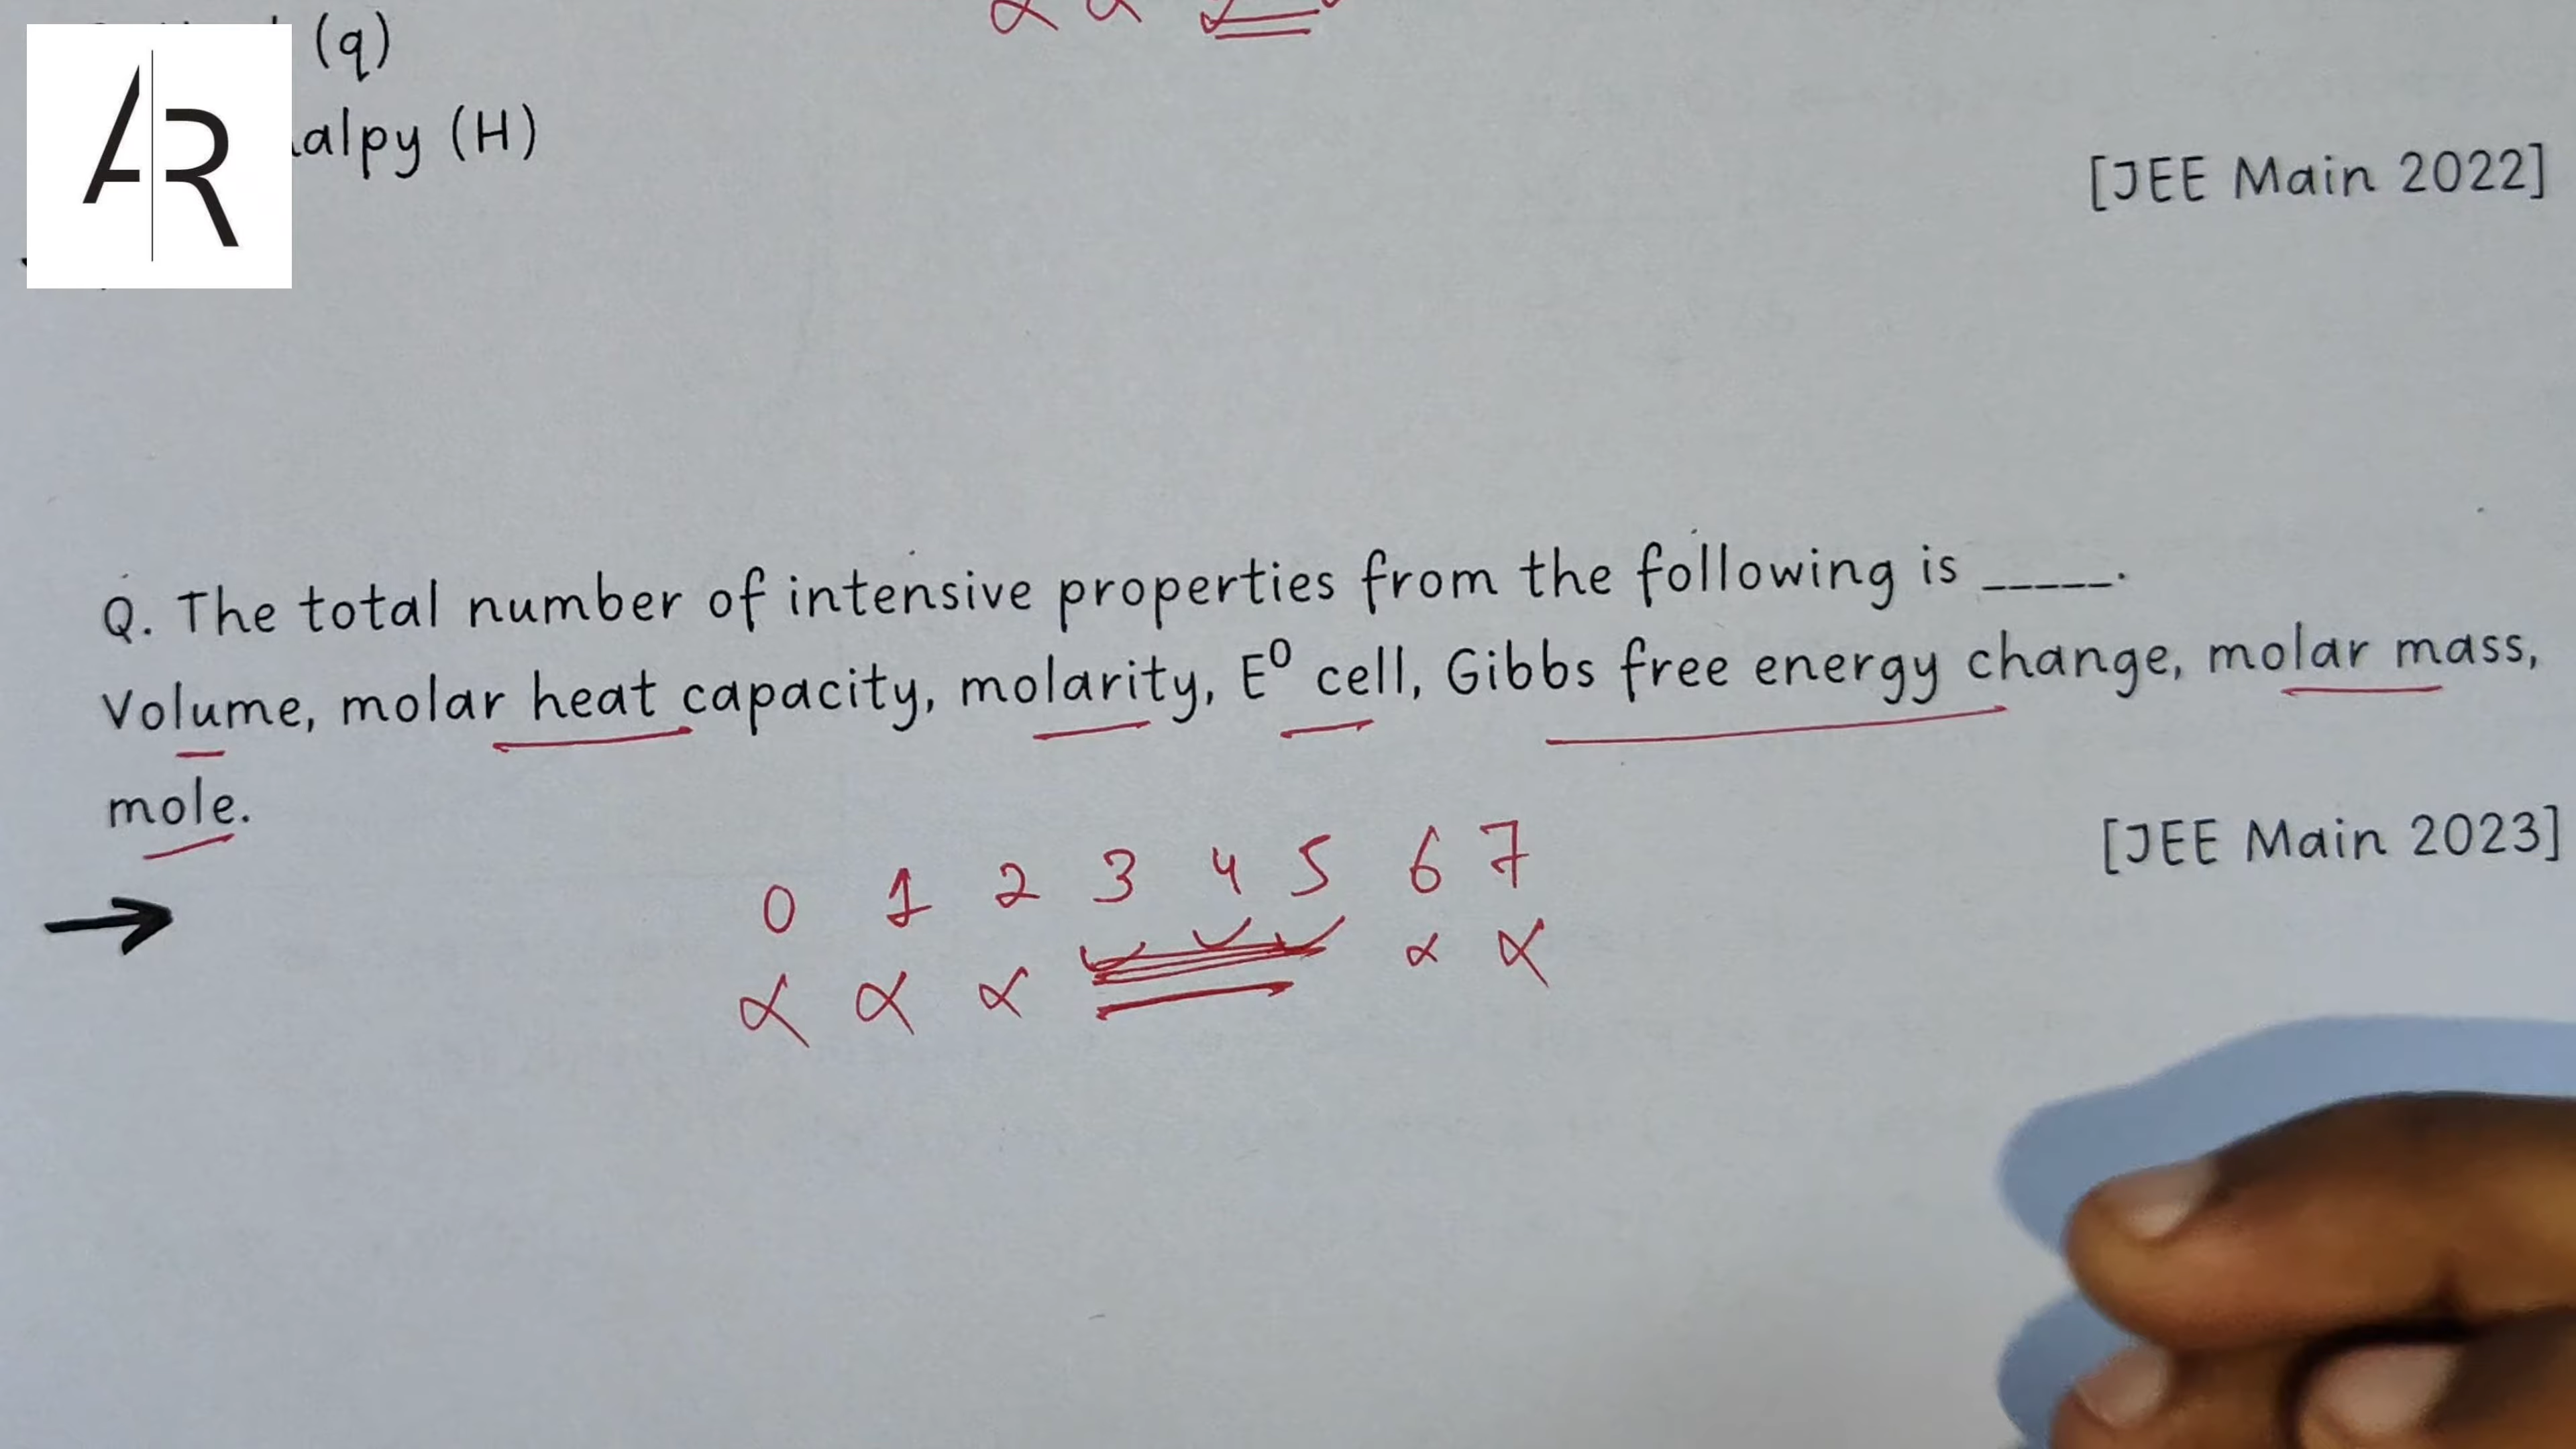 (q)
AR
alpy (H)
[JEE Main 2022]
Q. The total number of intensive properties from the following is _____.
Volume, molar heat capacity, molarity, E⁰ cell, Gibbs free energy change, molar mass,
mole.
[JEE Main 2023]
0 1 2 3 4 5 6 7